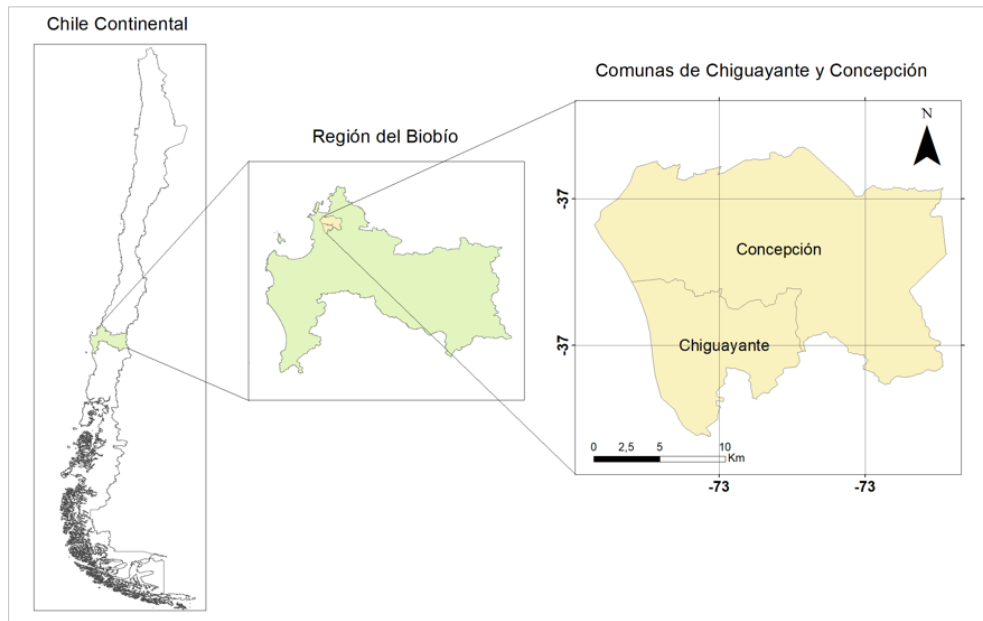 Chile Continental
Región del Biobío
Comunas de Chiguayante y Concepción
N
-37
Concepción
-37
Chiguayante
0 2,5 5 10
Km
-73 -73